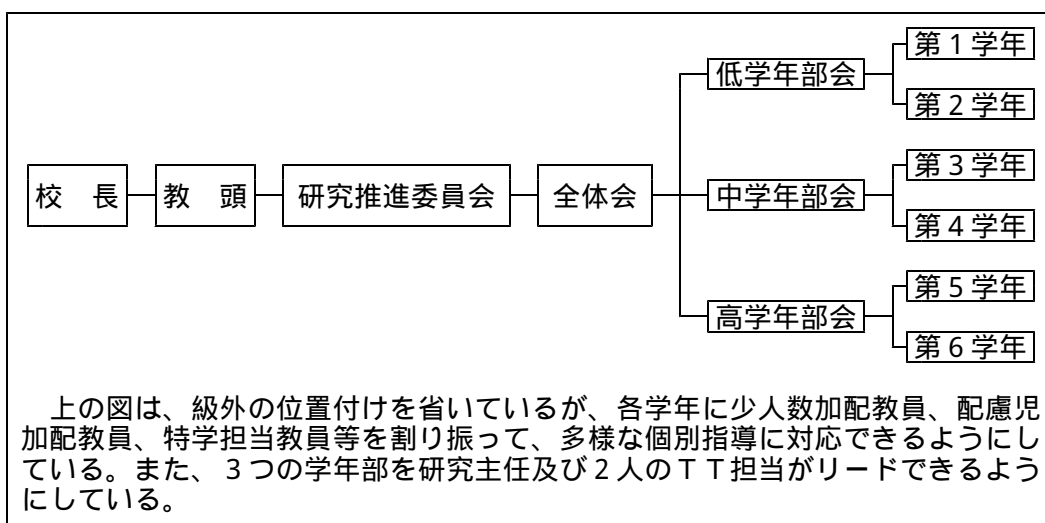 第１学年
低学年部会
第２学年
第３学年
校　長
教　頭
研究推進委員会
全体会
中学年部会
第４学年
第５学年
高学年部会
第６学年
　上の図は、級外の位置付けを省いているが、各学年に少人数加配教員、配慮児
加配教員、特学担当教員等を割り振って、多様な個別指導に対応できるようにし
ている。また、３つの学年部を研究主任及び２人のＴＴ担当がリードできるよう
にしている。